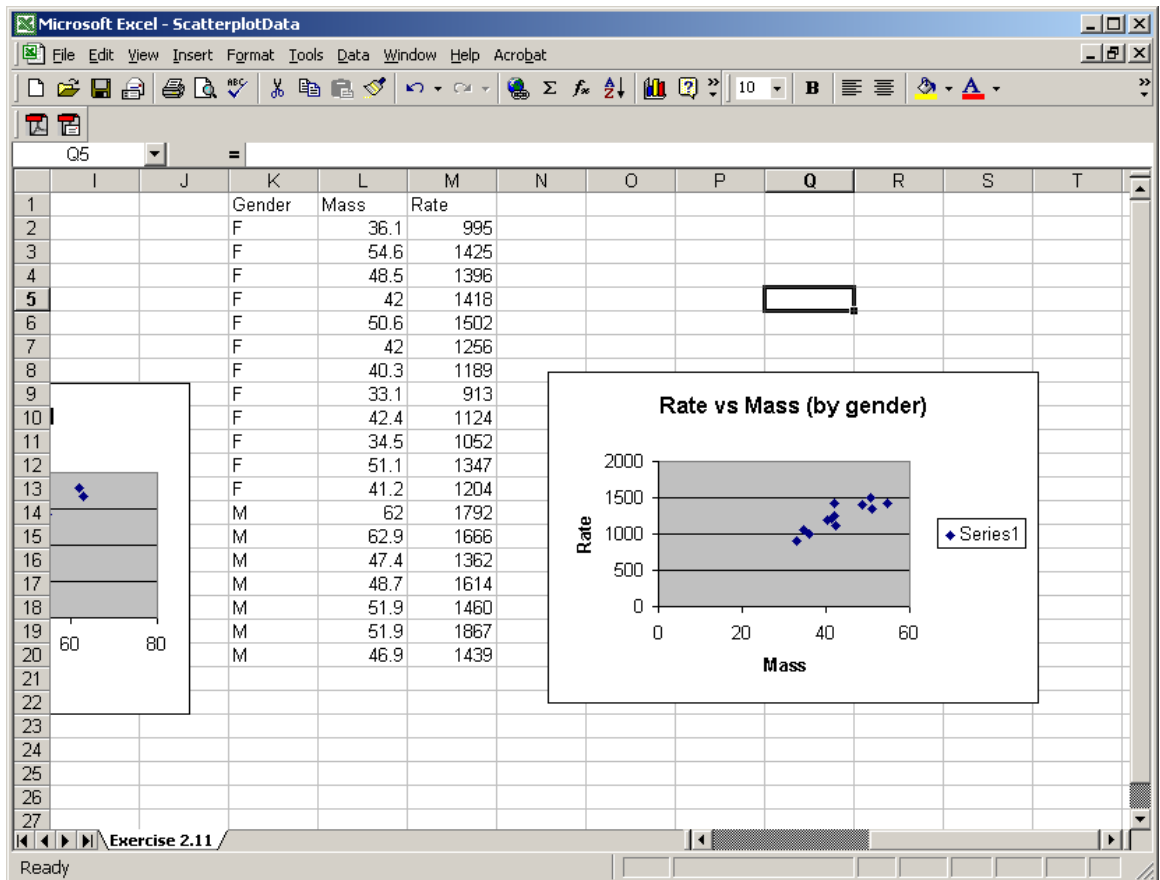 Microsoft Excel - ScatterplotData
File Edit View Insert Format Tools Data Window Help Acrobat
ABC Σ fx A Z ? » 10 B A »
Q5 =
I J K L M N O P Q R S T
1 Gender Mass Rate
2 F 36.1 995
3 F 54.6 1425
4 F 48.5 1396
5 F 42 1418
6 F 50.6 1502
7 F 42 1256
8 F 40.3 1189
9 F 33.1 913
10 F 42.4 1124
11 F 34.5 1052
12 F 51.1 1347
13 F 41.2 1204
14 M 62 1792
15 M 62.9 1666
16 M 47.4 1362
17 M 48.7 1614
18 M 51.9 1460
19 M 51.9 1867
20 M 46.9 1439
21
22
23
24
25
26
27
60 80
Rate vs Mass (by gender)
2000
1500
1000
500
0
Rate
0 20 40 60
Mass
Series1
Exercise 2.11
Ready